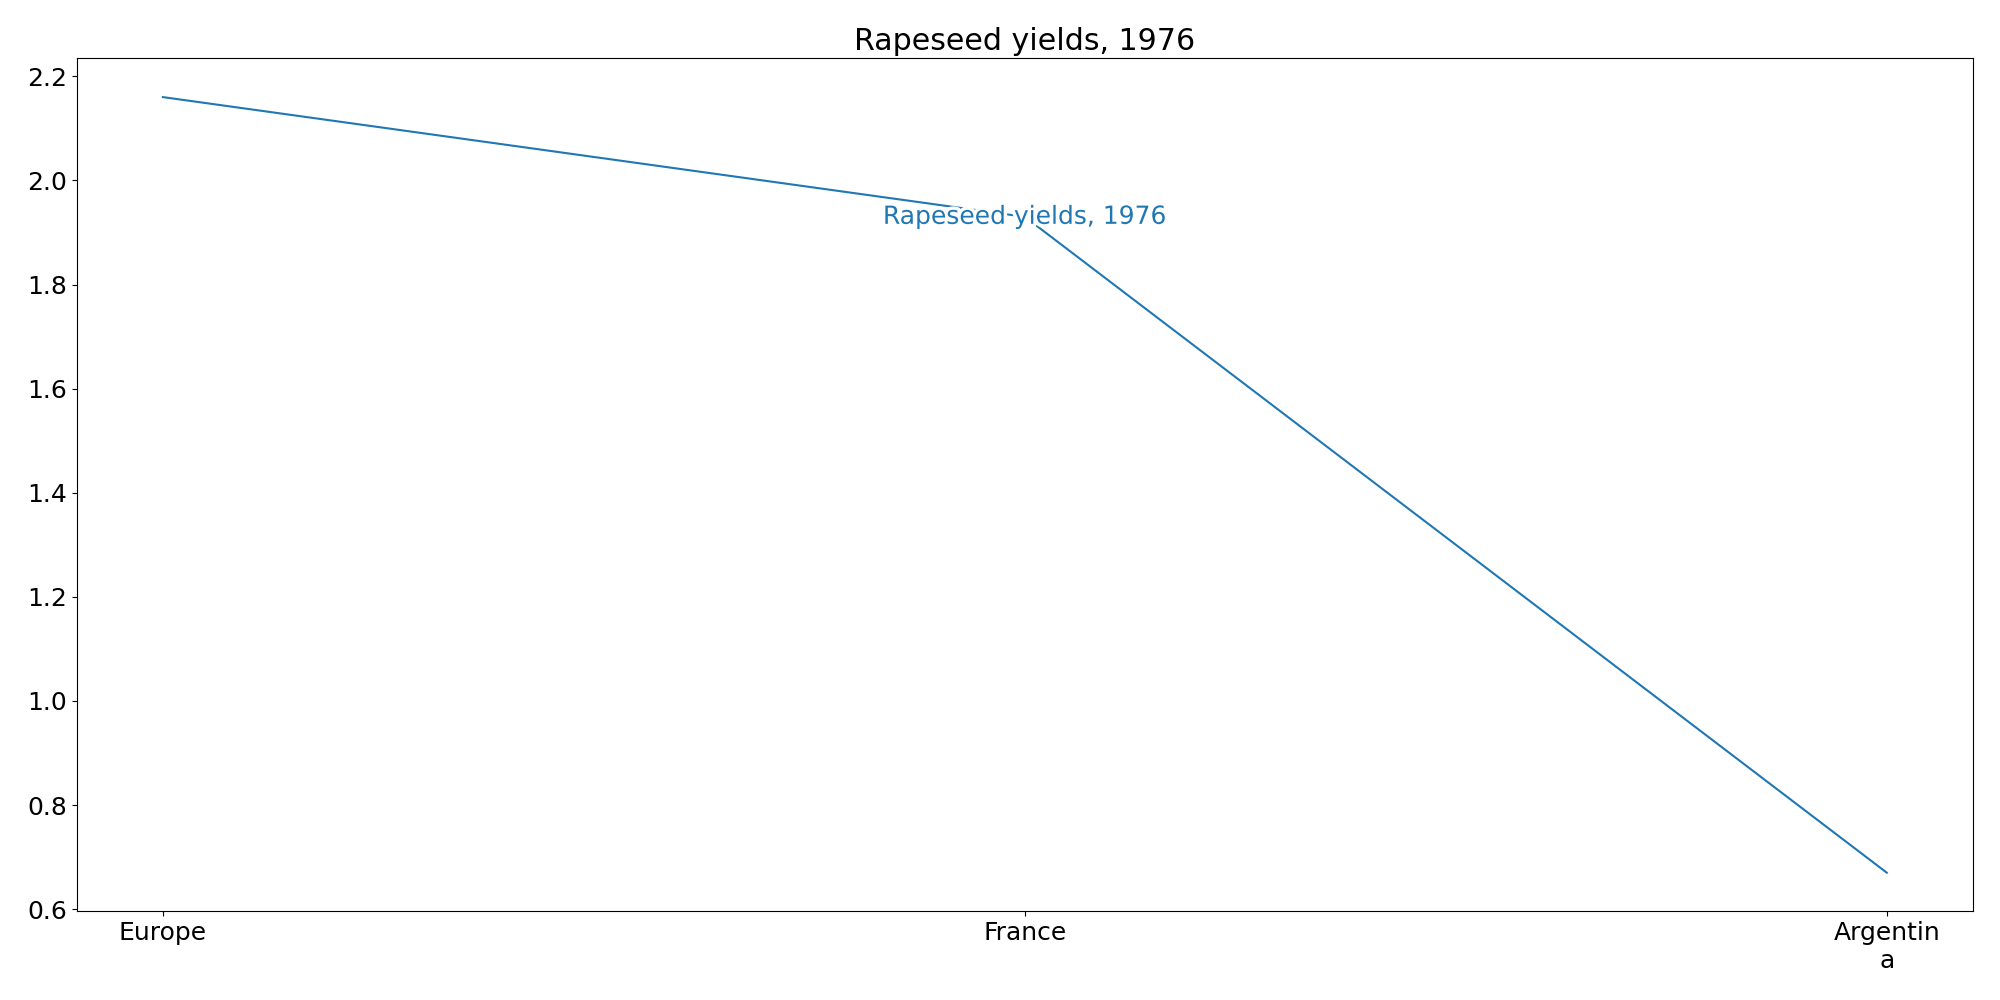 Rapeseed yields, 1976
2.2
2.0
1.8
1.6
1.4
1.2
1.0
0.8
0.6
Rapeseed yields, 1976
Europe
France
Argentin
a